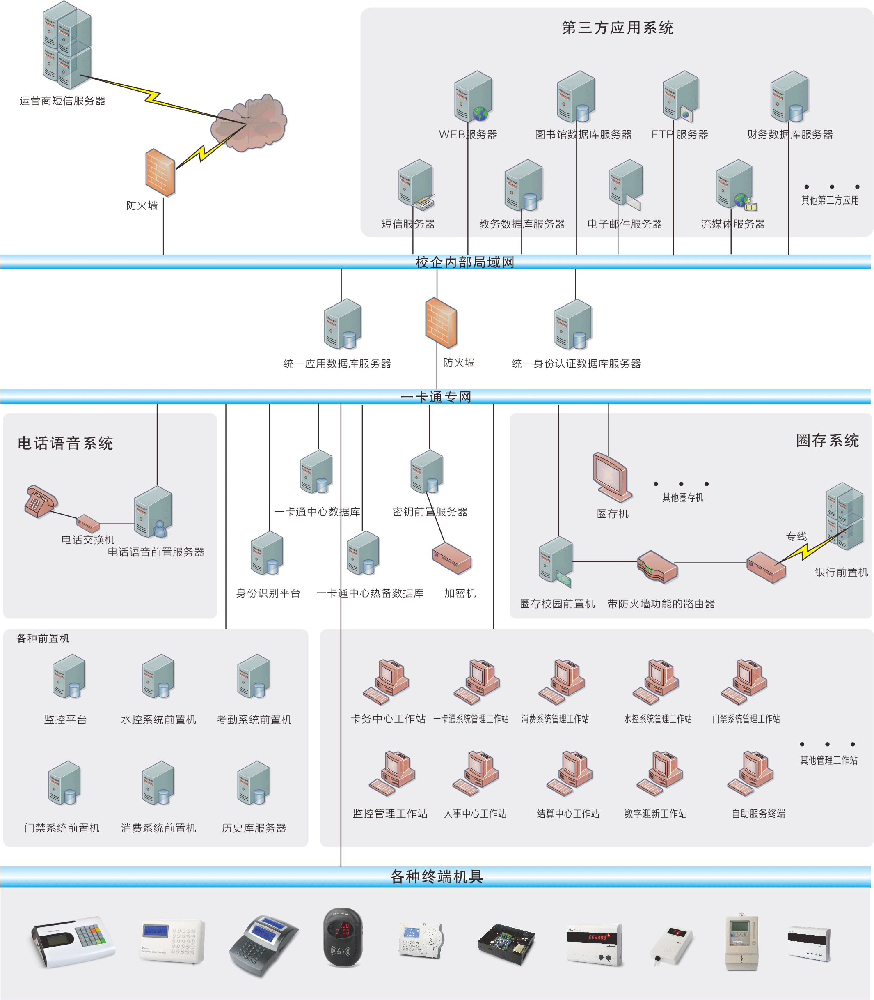 第三方应用系统
运营商短信服务器
Internet
WEB服务器
图书馆数据库服务器
FTP 服务器
财务数据库服务器
防火墙
其他第三方应用
短信服务器
教务数据库服务器
电子邮件服务器
流媒体服务器
校企内部局域网
统一应用数据库服务器
防火墙
统一身份认证数据库服务器
一卡通专网
电话语音系统
圈存系统
其他圈存机
一卡通中心数据库
密钥前置服务器
圈存机
专线
电话交换机
电话语音前置服务器
银行前置机
身份识别平台
一卡通中心热备数据库
加密机
圈存校园前置机
带防火墙功能的路由器
各种前置机
监控平台
水控系统前置机
考勤系统前置机
卡务中心工作站
一卡通系统管理工作站
消费系统管理工作站
水控系统管理工作站
门禁系统管理工作站
其他管理工作站
监控管理工作站
人事中心工作站
结算中心工作站
数字迎新工作站
自助服务终端
门禁系统前置机
消费系统前置机
历史库服务器
各种终端机具